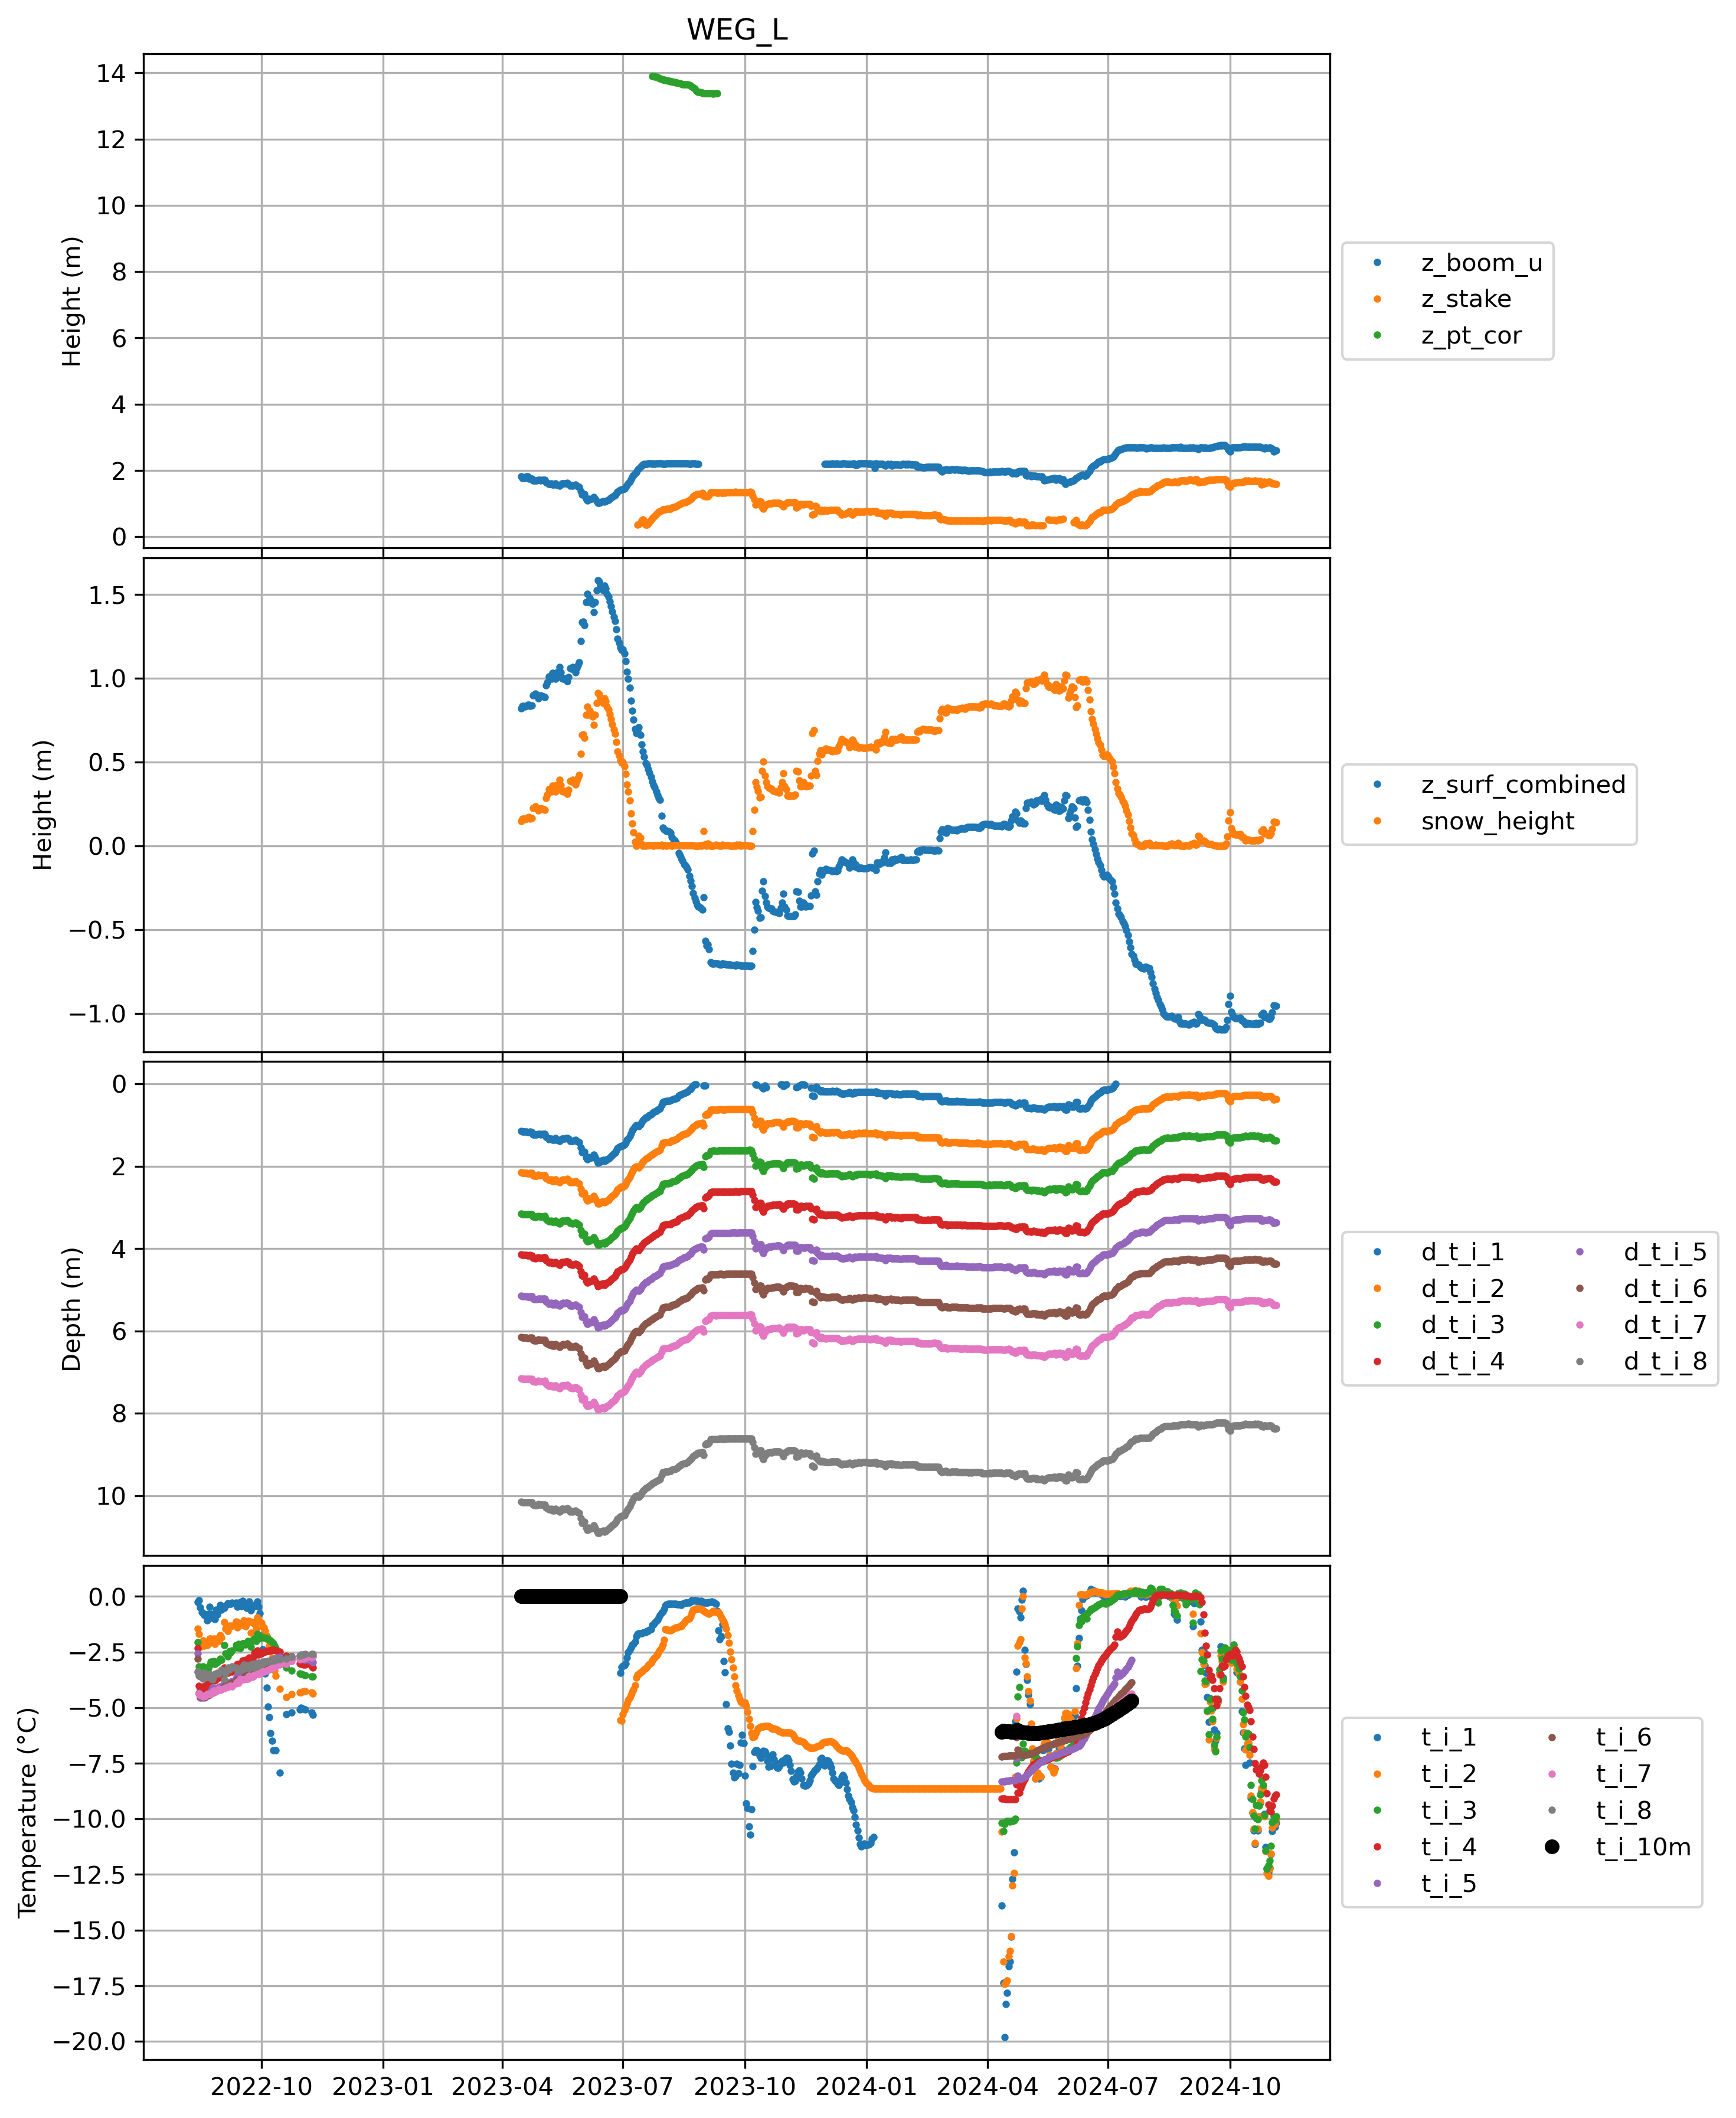 WEG_L
14
12
10
8
6
4
2
0
Height (m)
z_boom_u
z_stake
z_pt_cor
1.5
1.0
0.5
0.0
−0.5
−1.0
Height (m)
z_surf_combined
snow_height
0
2
4
6
8
10
Depth (m)
d_t_i_1 d_t_i_5
d_t_i_2 d_t_i_6
d_t_i_3 d_t_i_7
d_t_i_4 d_t_i_8
0.0
−2.5
−5.0
−7.5
−10.0
−12.5
−15.0
−17.5
−20.0
Temperature (°C)
t_i_1 t_i_6
t_i_2 t_i_7
t_i_3 t_i_8
t_i_4 t_i_10m
t_i_5
2022-10 2023-01 2023-04 2023-07 2023-10 2024-01 2024-04 2024-07 2024-10